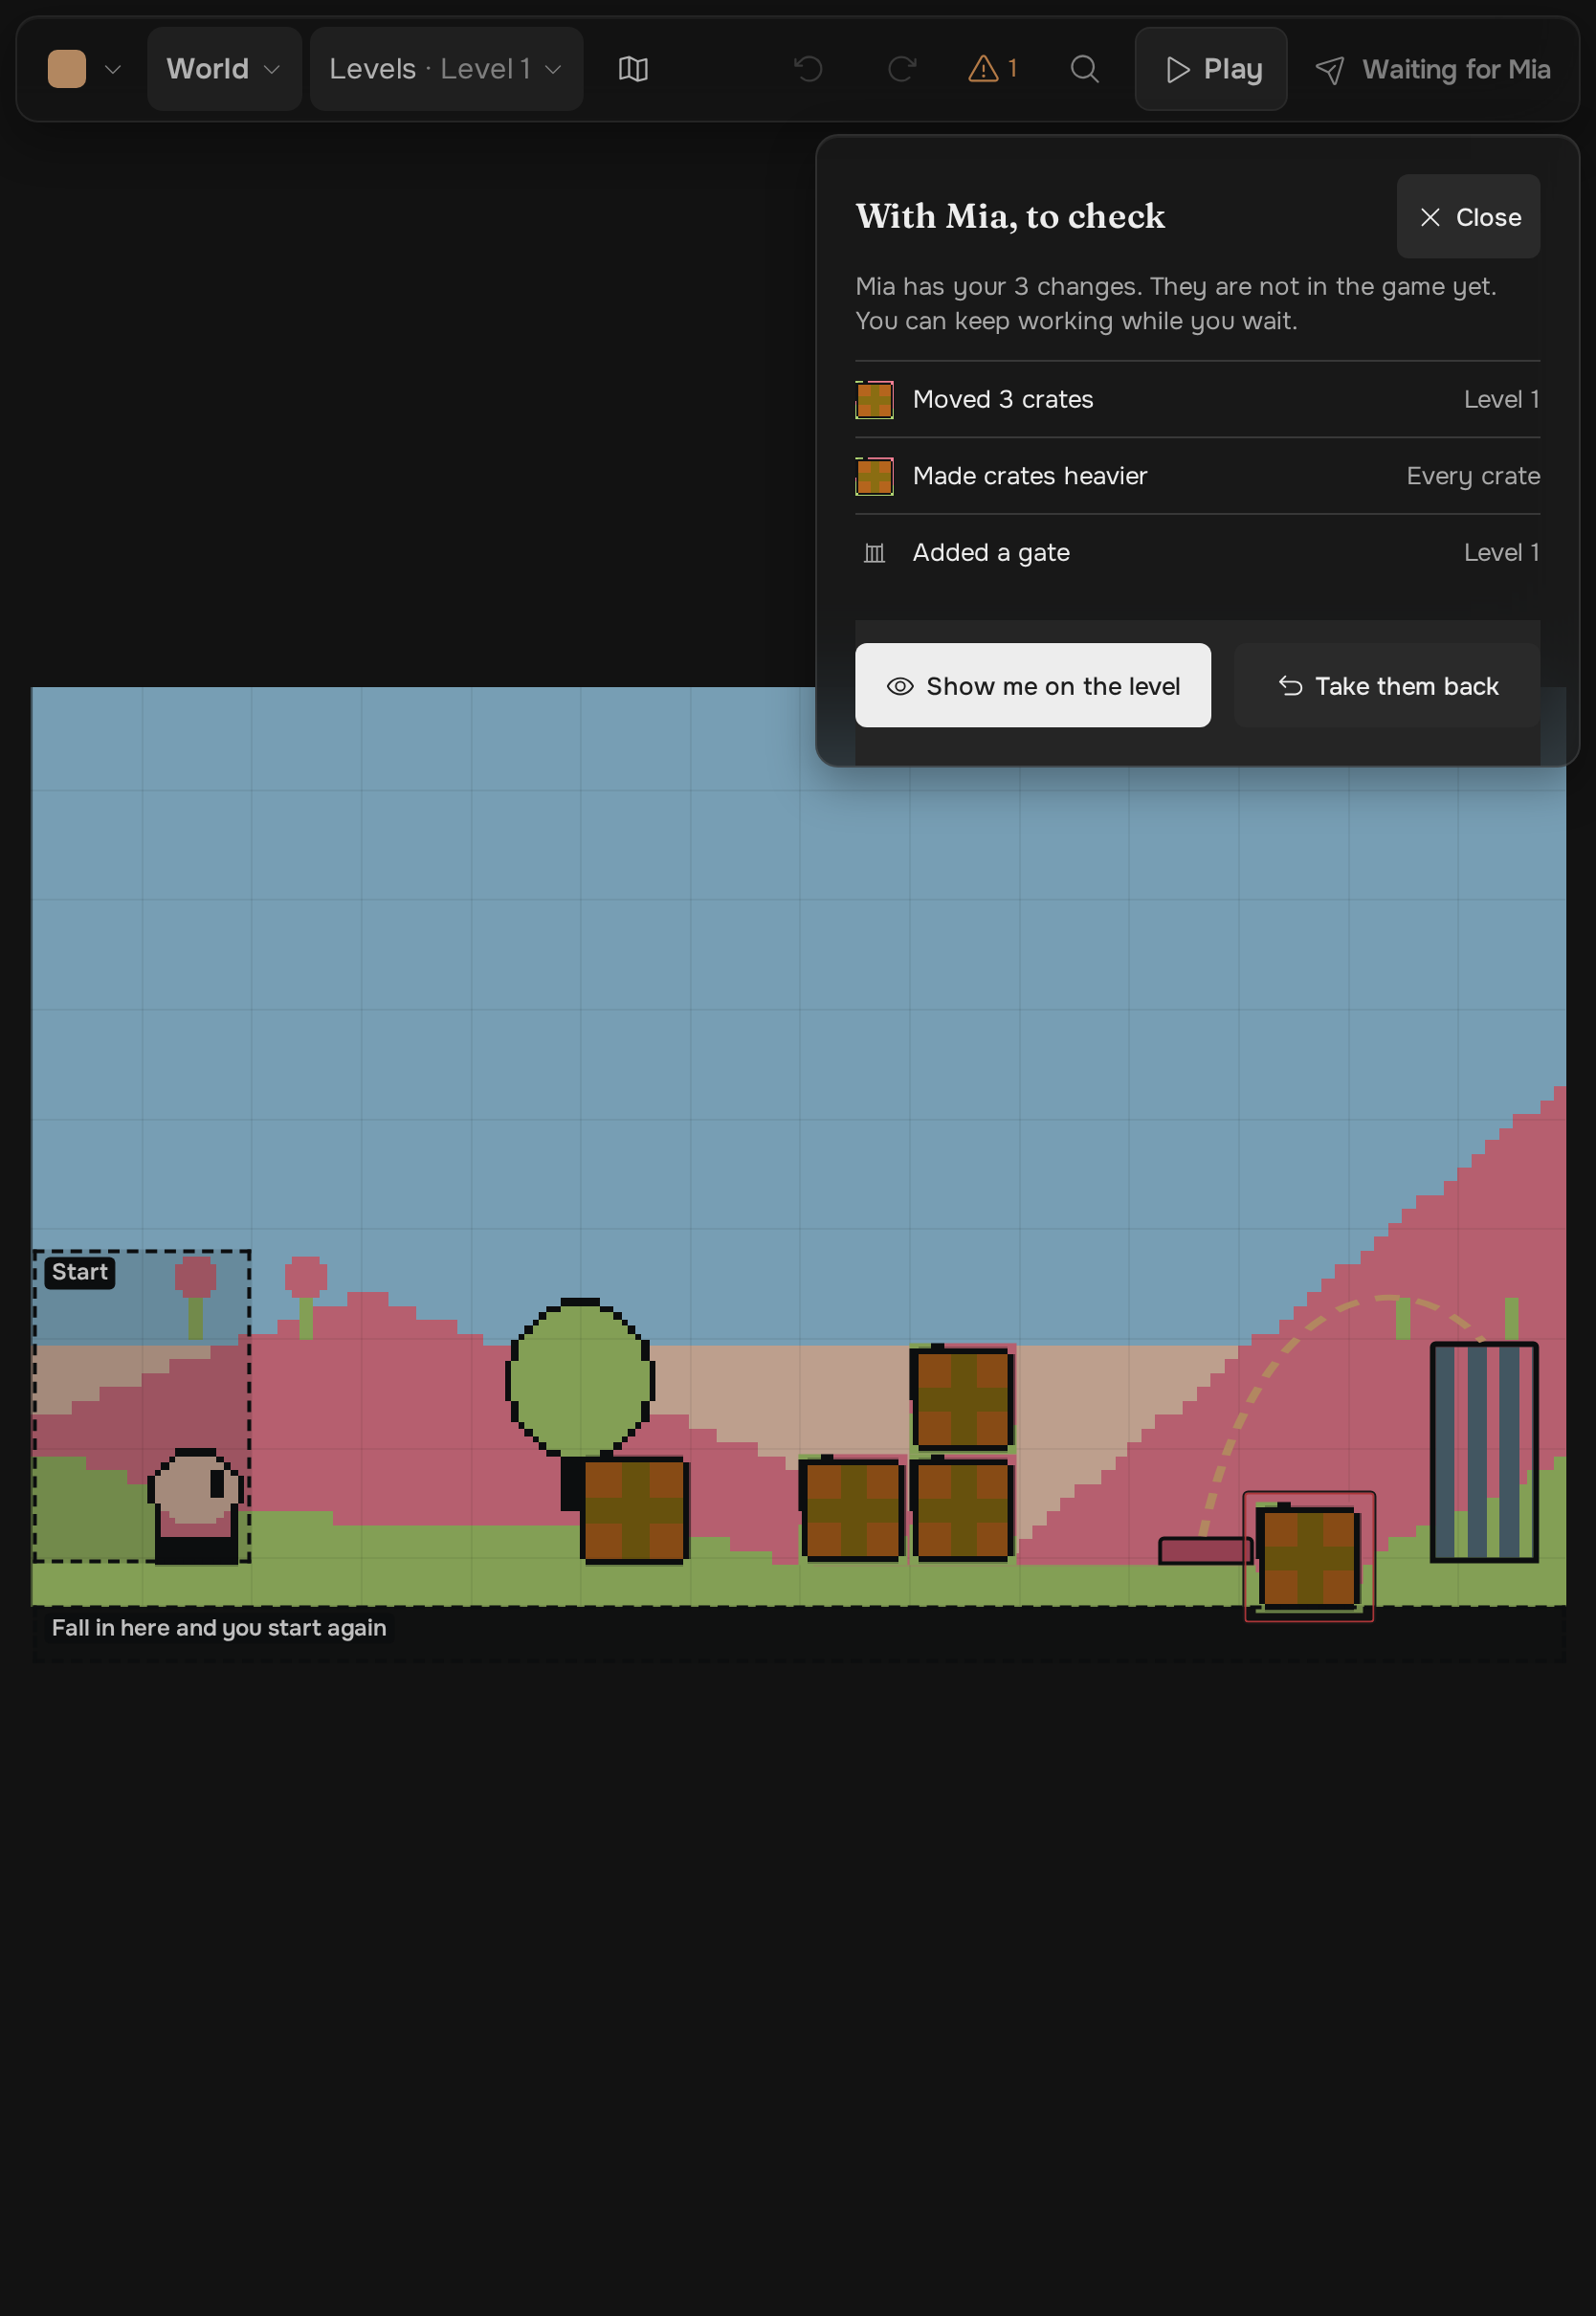 World
Levels · Level 1
1
Play
Waiting for Mia
With Mia, to check
Close
Mia has your 3 changes. They are not in the game yet.
You can keep working while you wait.
Moved 3 crates
Level 1
Made crates heavier
Every crate
Added a gate
Level 1
Show me on the level
Take them back
Start
Fall in here and you start again